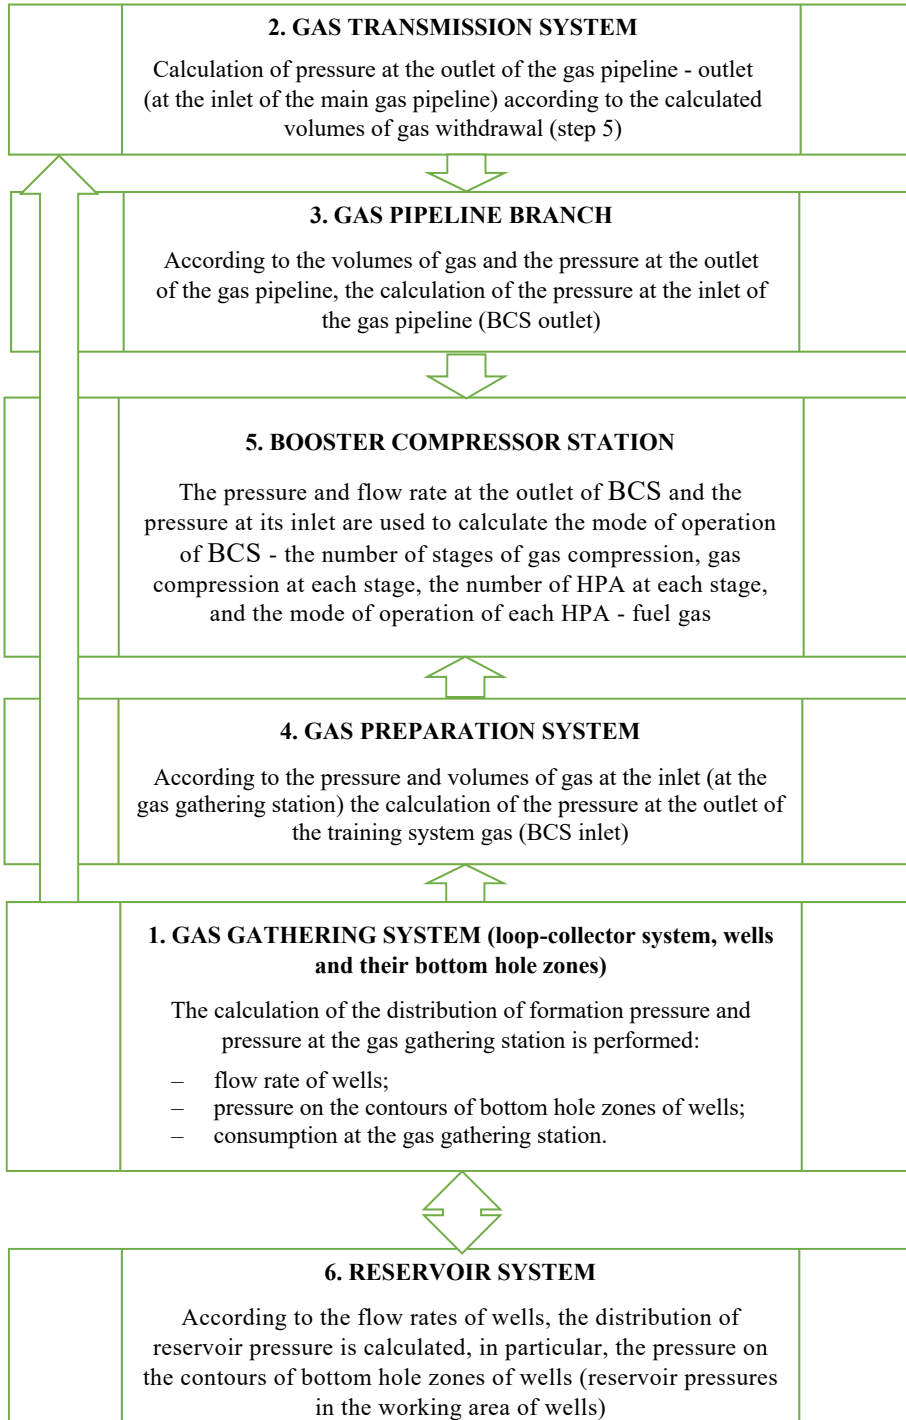 2. GAS TRANSMISSION SYSTEM
Calculation of pressure at the outlet of the gas pipeline - outlet
(at the inlet of the main gas pipeline) according to the calculated
volumes of gas withdrawal (step 5)
3. GAS PIPELINE BRANCH
According to the volumes of gas and the pressure at the outlet
of the gas pipeline, the calculation of the pressure at the inlet of
the gas pipeline (BCS outlet)
5. BOOSTER COMPRESSOR STATION
The pressure and flow rate at the outlet of BCS and the
pressure at its inlet are used to calculate the mode of operation
of BCS - the number of stages of gas compression, gas
compression at each stage, the number of HPA at each stage,
and the mode of operation of each HPA - fuel gas
4. GAS PREPARATION SYSTEM
According to the pressure and volumes of gas at the inlet (at the
gas gathering station) the calculation of the pressure at the outlet of
the training system gas (BCS inlet)
1. GAS GATHERING SYSTEM (loop-collector system, wells
and their bottom hole zones)
The calculation of the distribution of formation pressure and
pressure at the gas gathering station is performed:
– flow rate of wells;
– pressure on the contours of bottom hole zones of wells;
– consumption at the gas gathering station.
6. RESERVOIR SYSTEM
According to the flow rates of wells, the distribution of
reservoir pressure is calculated, in particular, the pressure on
the contours of bottom hole zones of wells (reservoir pressures
in the working area of wells)